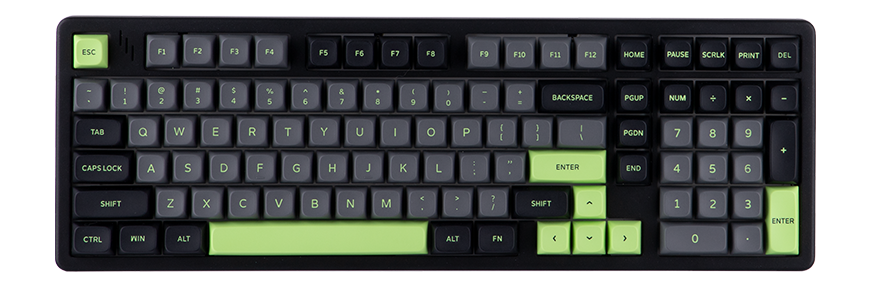 ESC F1 F2 F3 F4 F5 F6 F7 F8 F9 F10 F11 F12 HOME PAUSE SCRLK PRINT DEL
~ ! @ # $ % ^ & * ( ) _ + BACKSPACE PGUP NUM ÷ × −
` 1 2 3 4 5 6 7 8 9 0 - =
TAB Q W E R T Y U I O P { } | PGDN 7 8 9 +
[ ] \
CAPS LOCK A S D F G H J K L : " ENTER END 4 5 6
; '
SHIFT Z X C V B N M < > ? SHIFT ^ 1 2 3 ENTER
, . /
CTRL WIN ALT ALT FN < ⌄ > 0 .